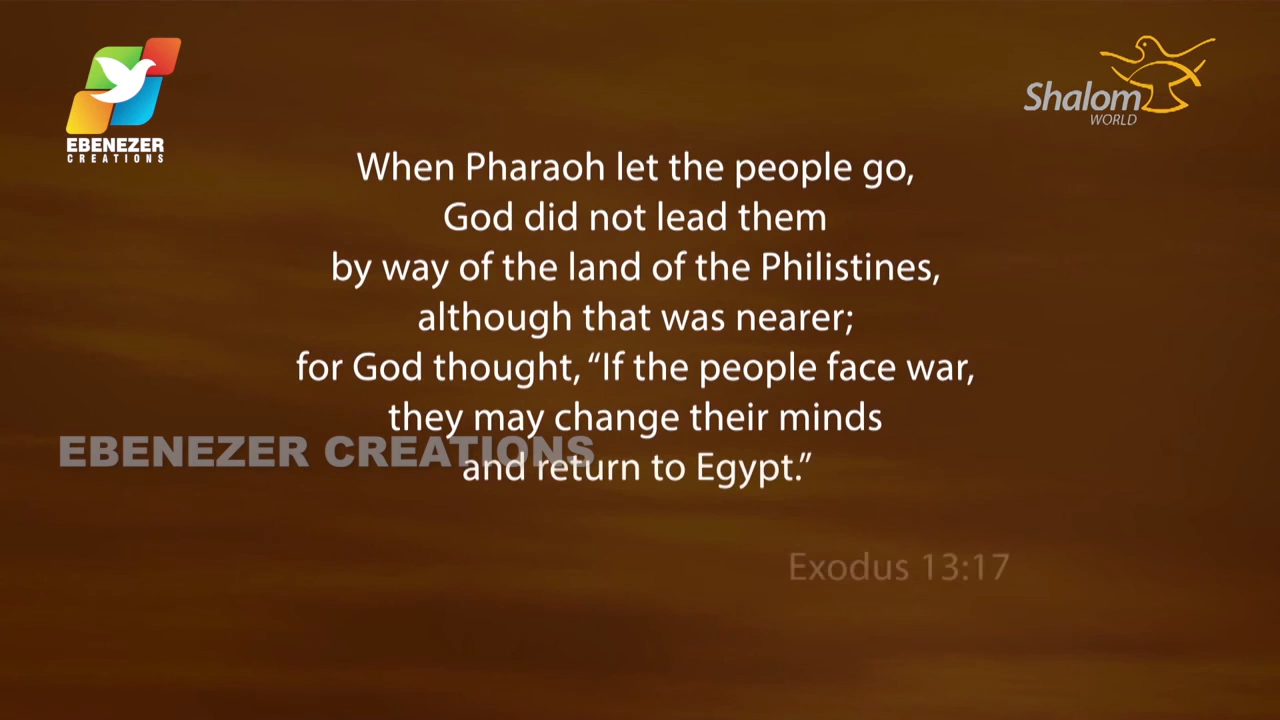 EBENEZER
CREATIONS
Shalom
WORLD
When Pharaoh let the people go,
God did not lead them
by way of the land of the Philistines,
although that was nearer;
for God thought, “If the people face war,
they may change their minds
and return to Egypt.”
EBENEZER CREATIONS
Exodus 13:17